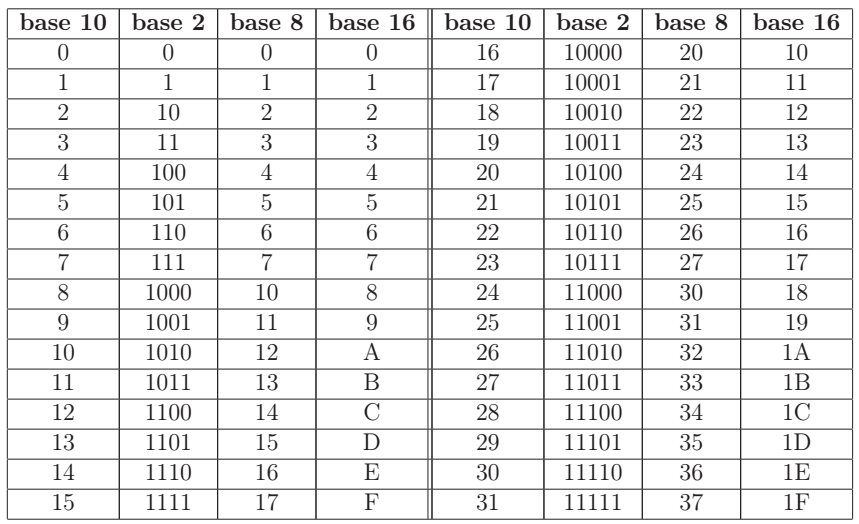 base 10 base 2 base 8 base 16 base 10 base 2 base 8 base 16
0 0 0 0 16 10000 20 10
1 1 1 1 17 10001 21 11
2 10 2 2 18 10010 22 12
3 11 3 3 19 10011 23 13
4 100 4 4 20 10100 24 14
5 101 5 5 21 10101 25 15
6 110 6 6 22 10110 26 16
7 111 7 7 23 10111 27 17
8 1000 10 8 24 11000 30 18
9 1001 11 9 25 11001 31 19
10 1010 12 A 26 11010 32 1A
11 1011 13 B 27 11011 33 1B
12 1100 14 C 28 11100 34 1C
13 1101 15 D 29 11101 35 1D
14 1110 16 E 30 11110 36 1E
15 1111 17 F 31 11111 37 1F